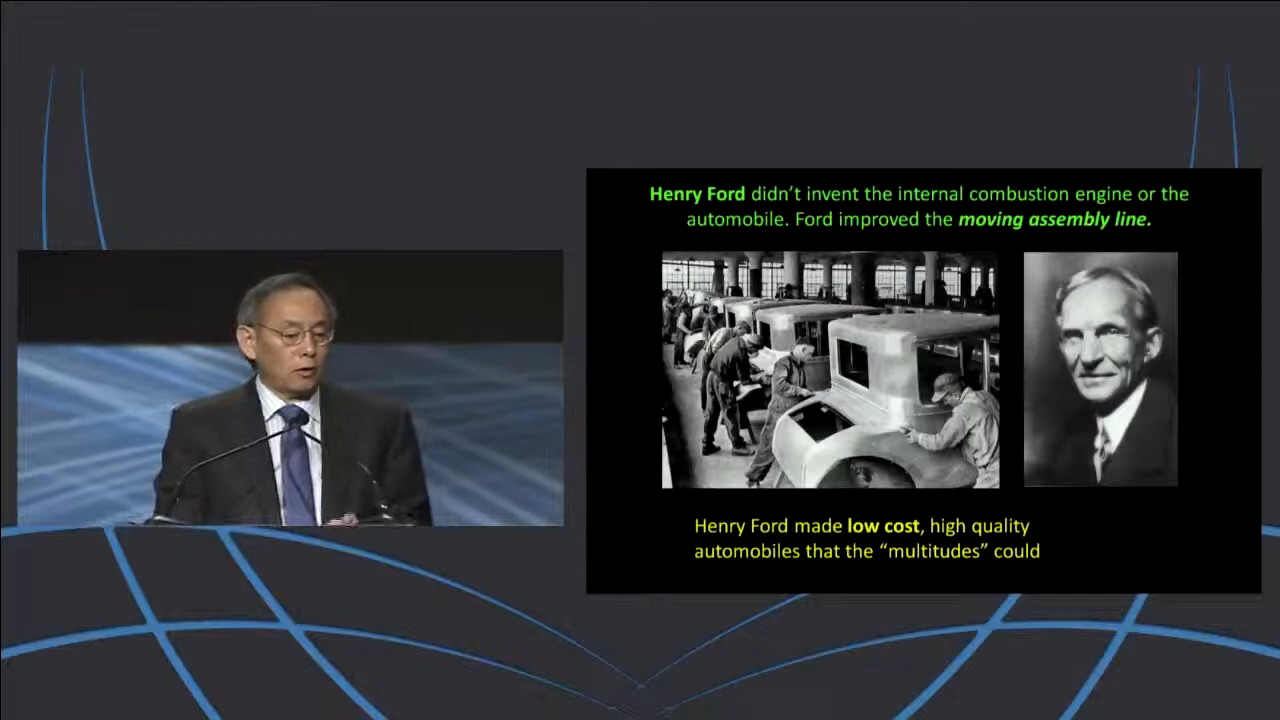 Henry Ford didn’t invent the internal combustion engine or the
automobile. Ford improved the moving assembly line.
Henry Ford made low cost, high quality
automobiles that the “multitudes” could